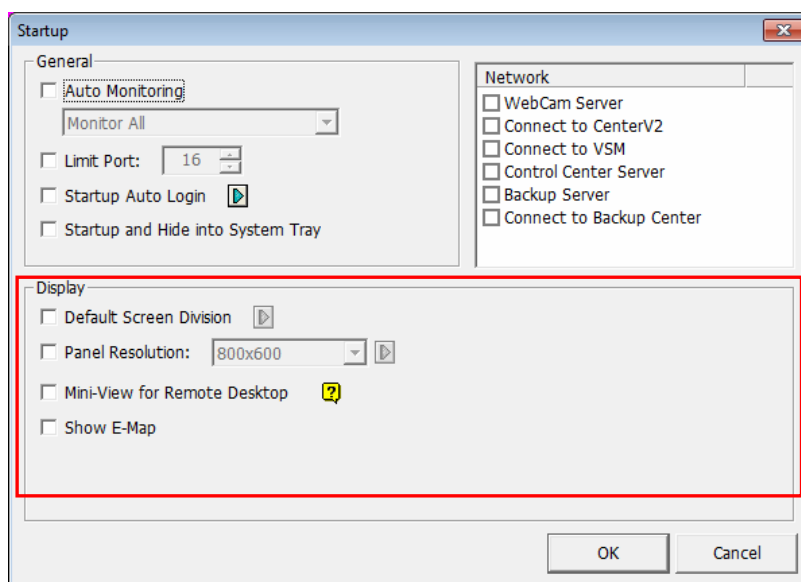 Startup
General
Auto Monitoring
Monitor All
Limit Port: 16
Startup Auto Login
Startup and Hide into System Tray
Network
WebCam Server
Connect to CenterV2
Connect to VSM
Control Center Server
Backup Server
Connect to Backup Center
Display
Default Screen Division
Panel Resolution: 800x600
Mini-View for Remote Desktop ?
Show E-Map
OK Cancel